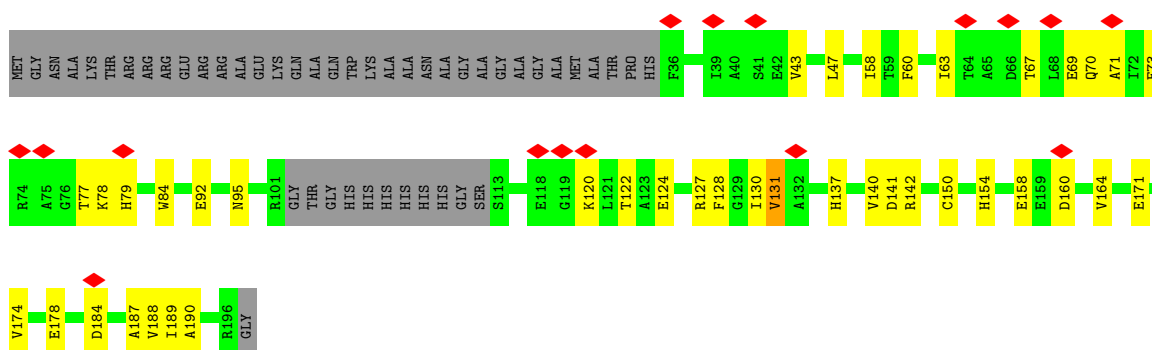 MET GLY ASN ALA LYS THR ARG ARG ARG GLU ARG ARG ALA GLU LYS GLN ALA GLN TRP LYS ALA ALA ASN ALA GLY ALA GLY ALA GLY ALA MET ALA THR PRO HIS F36 I39 A40 S41 E42 V43 L47 I58 T59 F60 I63 T64 A65 D66 T67 L68 E69 Q70 A71 I72
R74 A75 G76 T77 K78 H79 W84 E92 N95 R101 GLY THR GLY HIS HIS HIS HIS HIS HIS GLY SER S113 E118 G119 K120 L121 T122 A123 E124 R127 F128 G129 I130 V131 A132 H137 V140 D141 R142 C150 H154 E158 E159 D160 V164 E171
V174 E178 D184 A187 V188 I189 A190 R196 GLY